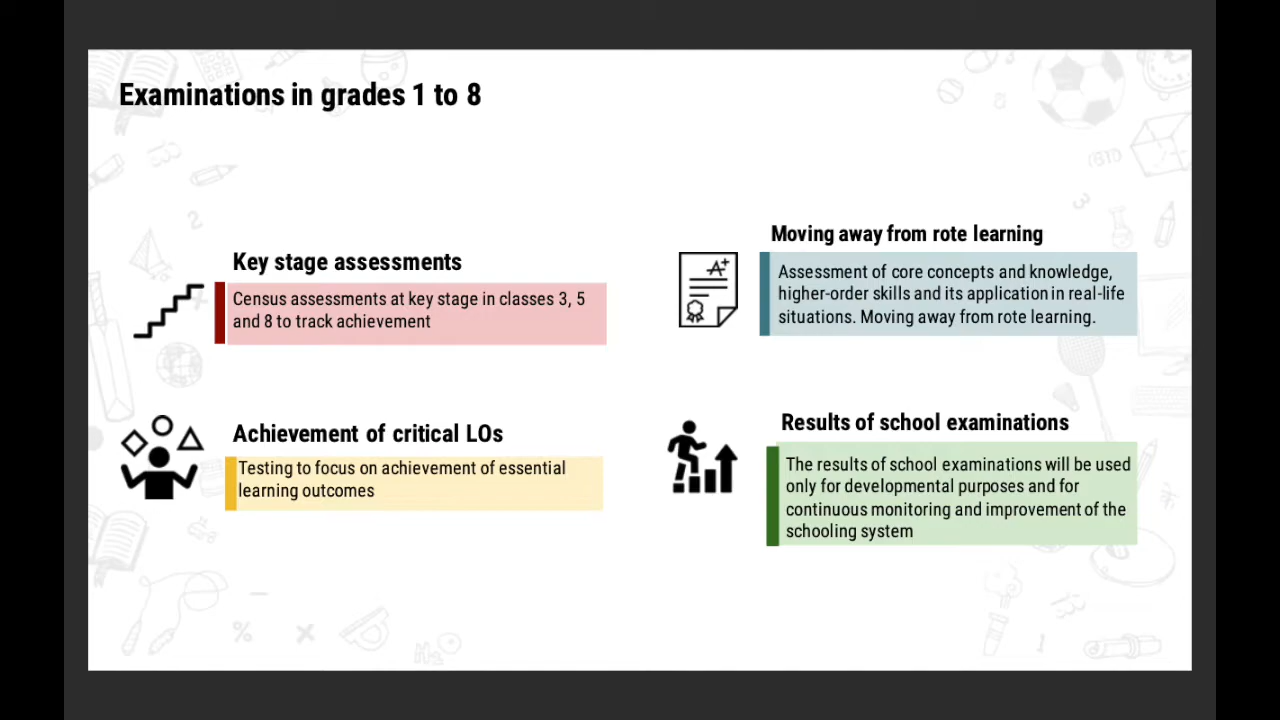 Examinations in grades 1 to 8
Key stage assessments
Census assessments at key stage in classes 3, 5
and 8 to track achievement
Moving away from rote learning
A+
Assessment of core concepts and knowledge,
higher-order skills and its application in real-life
situations. Moving away from rote learning.
Achievement of critical LOs
Testing to focus on achievement of essential
learning outcomes
Results of school examinations
The results of school examinations will be used
only for developmental purposes and for
continuous monitoring and improvement of the
schooling system